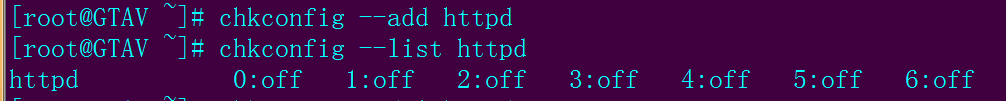 [root@GTAV ~]# chkconfig --add httpd
[root@GTAV ~]# chkconfig --list httpd
httpd 0:off 1:off 2:off 3:off 4:off 5:off 6:off